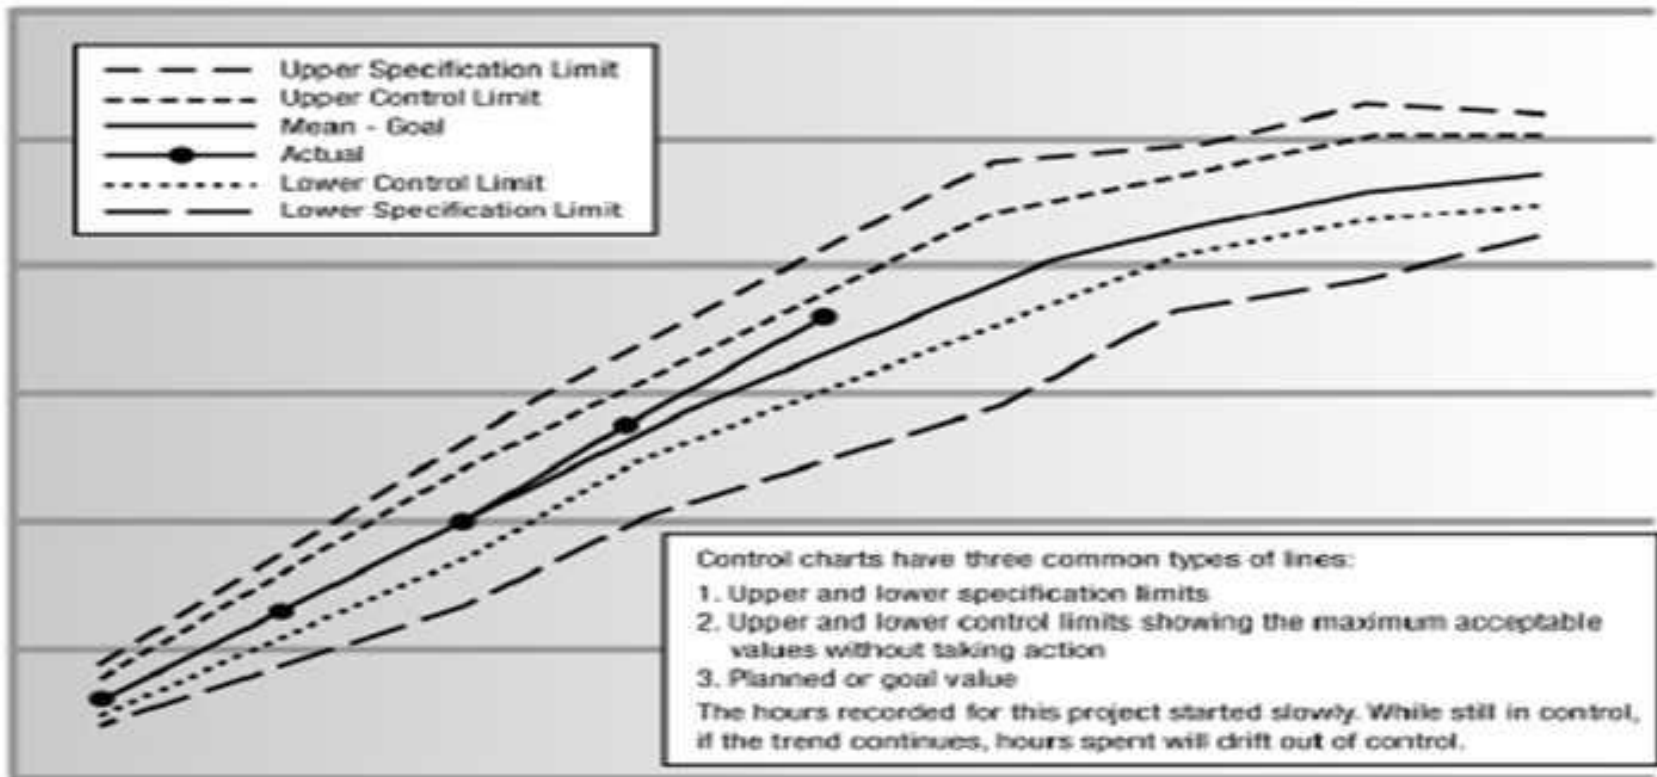 Upper Specification Limit
Upper Control Limit
Mean - Goal
Actual
Lower Control Limit
Lower Specification Limit
Control charts have three common types of lines:
1. Upper and lower specification limits
2. Upper and lower control limits showing the maximum acceptable
values without taking action
3. Planned or goal value
The hours recorded for this project started slowly. While still in control,
if the trend continues, hours spent will drift out of control.